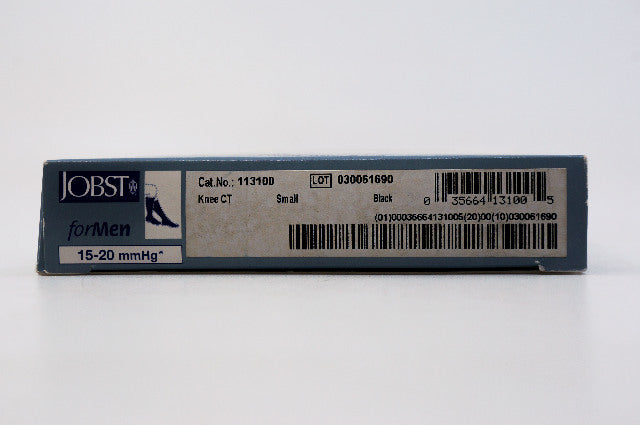 JOBST
forMen
15-20 mmHg*
Cat.No.: 113100 LOT 030061690
Knee CT Small Black
0 35664 13100 5
(01)00035664131005(20)00(10)030061690